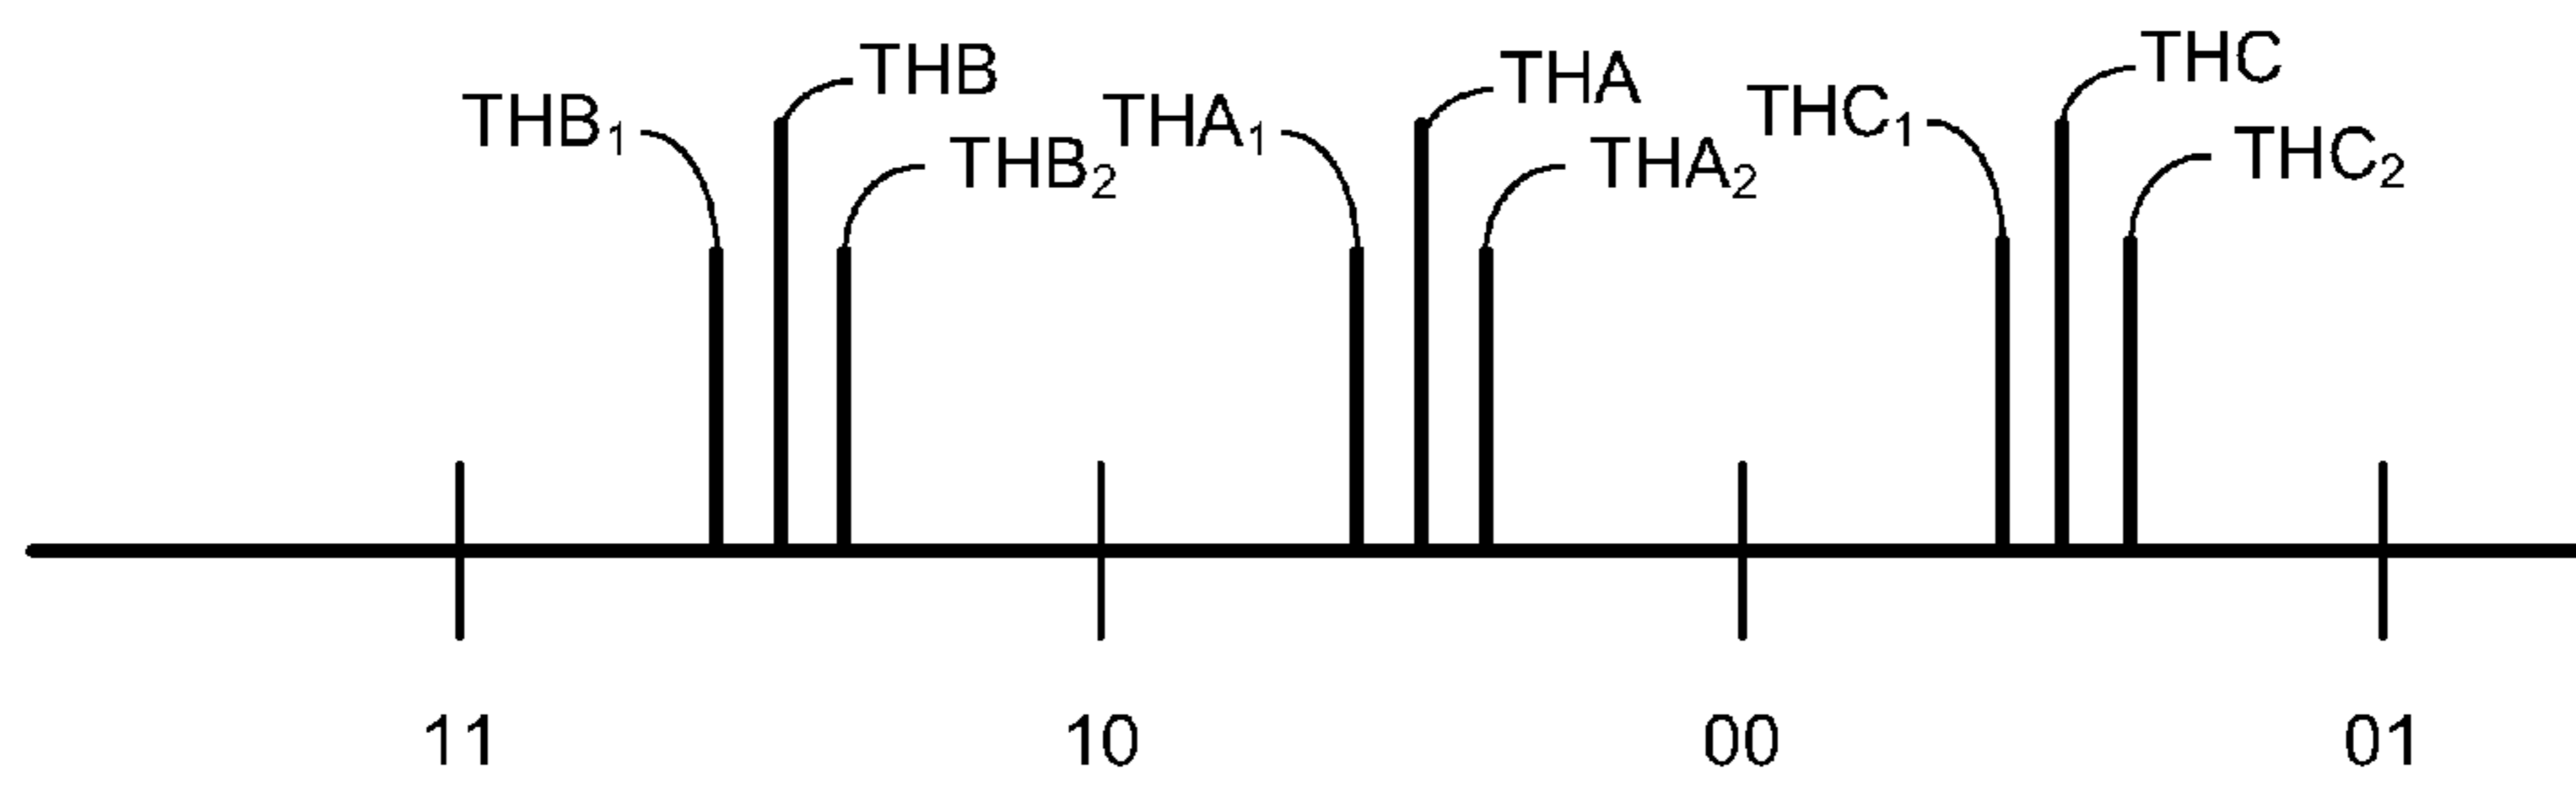 THB THA THC
THB₁ THA₁ THC₁
THB₂ THA₂ THC₂
11 10 00 01